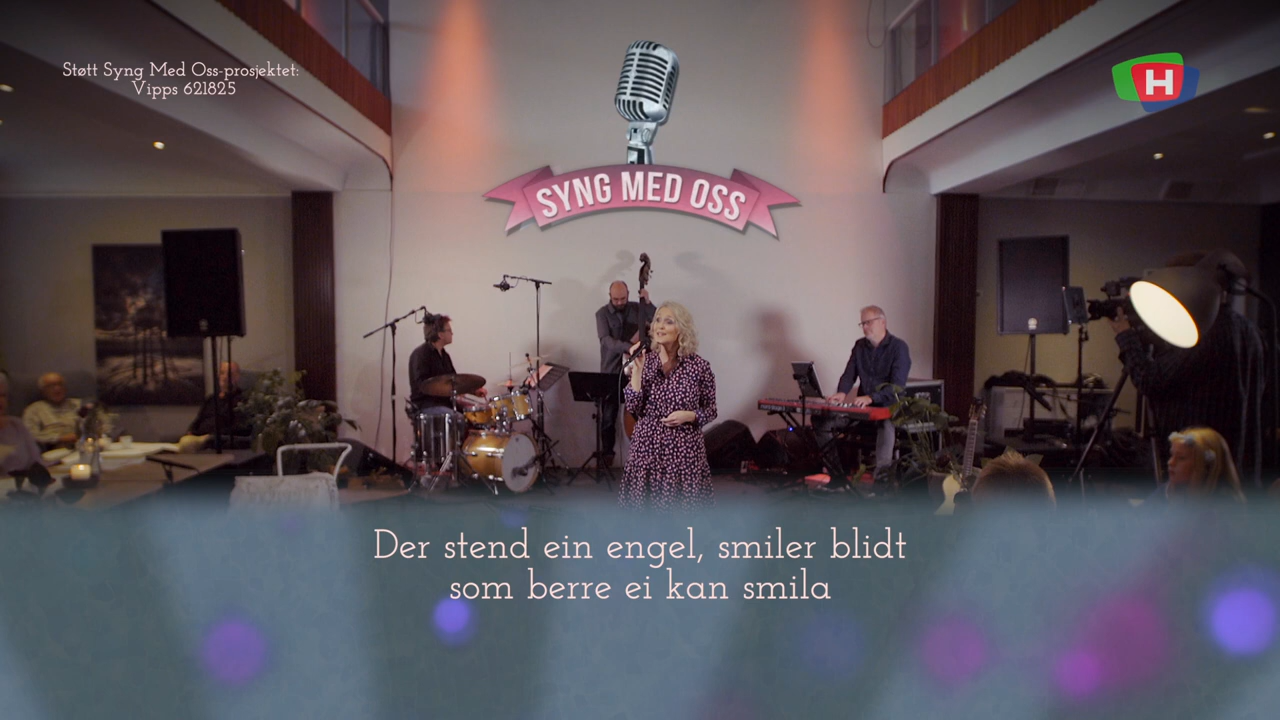 Støtt Syng Med Oss-prosjektet:
Vipps 621825
H
SYNG MED OSS
Der stend ein engel, smiler blidt
som berre ei kan smila